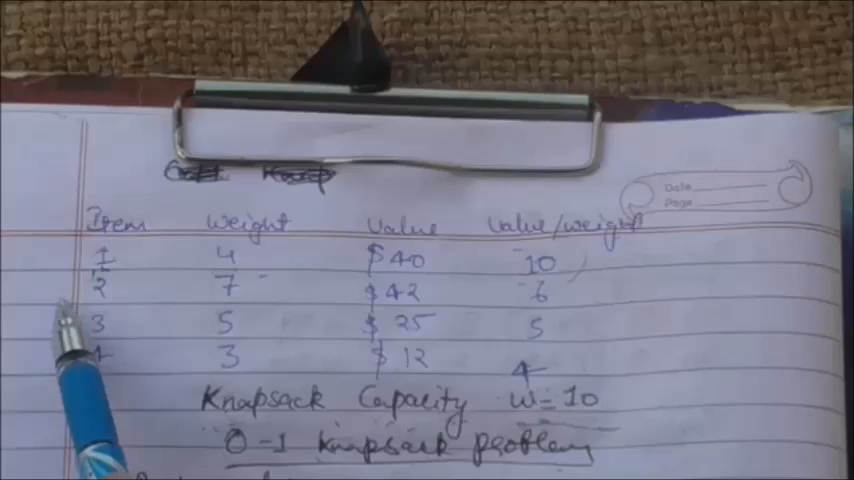 Date
Page
Item Weight Value Value/weight
1 4 $40 10
2 7 $42 6
3 5 $25 5
4 3 $12 4
Knapsack Capacity W=10
0-1 Knapsack problem